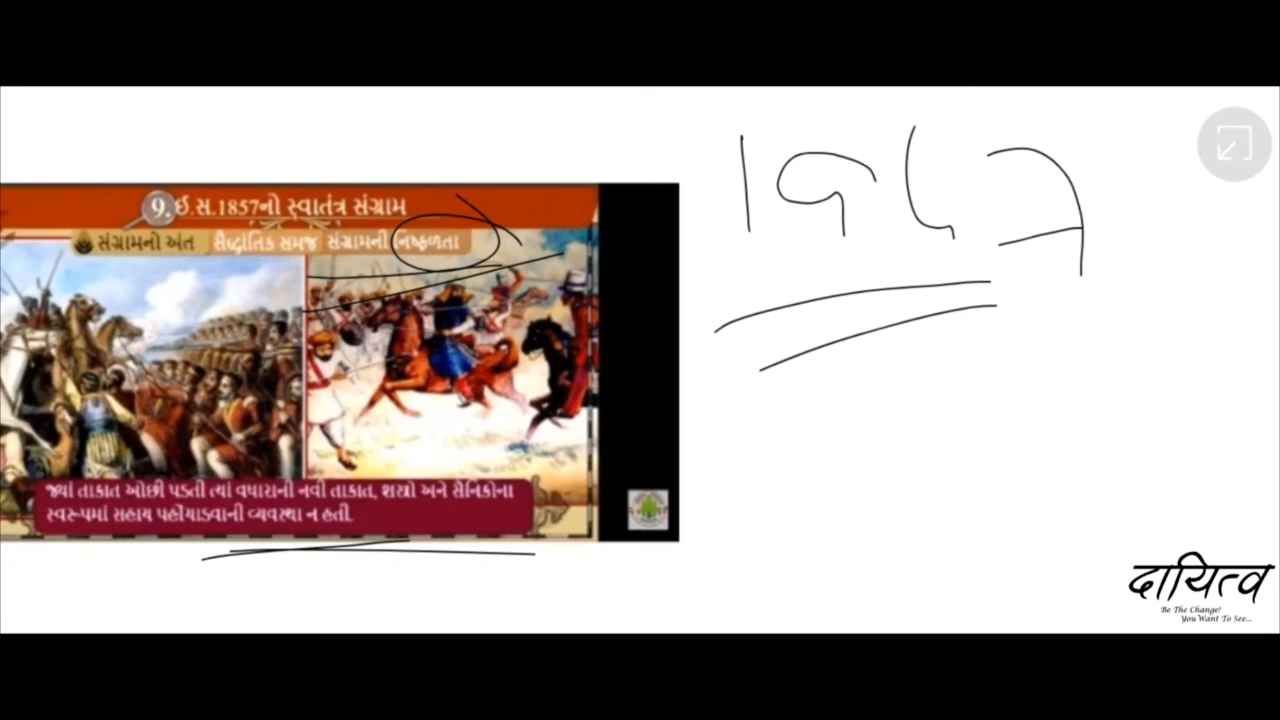 9. ઈ.સ.1857નો સ્વાતંત્ર સંગ્રામ
સંગ્રામનો અંત સૈદ્ધાંતિક સમજ સંગ્રામની નિષ્ફળતા
જ્યાં તાકાત ઓછી પડતી ત્યાં વધારાની નવી તાકાત, શસ્ત્રો અને સૈનિકોના
સ્વરૂપમાં સહાય પહોંચાડવાની વ્યવસ્થા ન હતી.
दायित्व
Be The Change!
You Want To See...